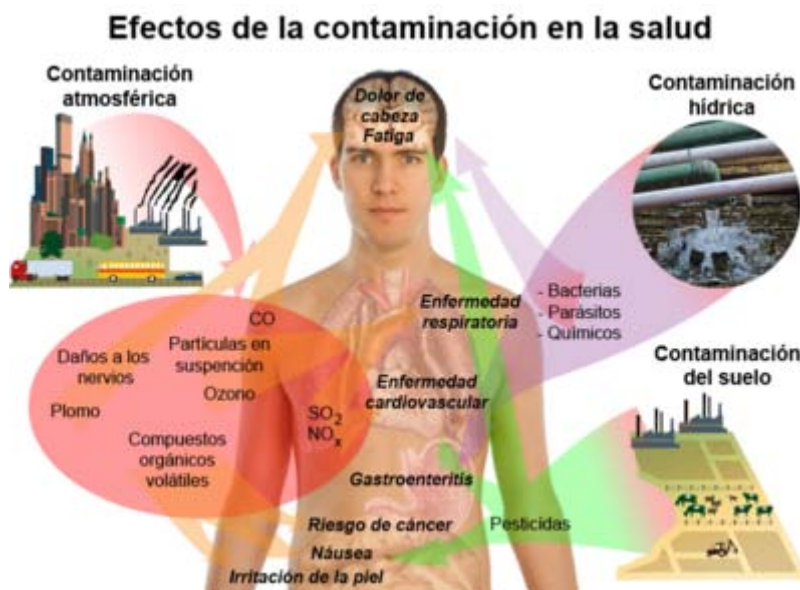 Efectos de la contaminación en la salud
Contaminación
atmosférica
Dolor de
cabeza
Fatiga
Contaminación
hídrica
- Bacterias
- Parásitos
- Químicos
Enfermedad
respiratoria
CO
Partículas en
suspención
Daños a los
nervios
Ozono
Plomo
SO₂
NOₓ
Compuestos
orgánicos
volátiles
Enfermedad
cardiovascular
Contaminación
del suelo
Gastroenteritis
Riesgo de cáncer
Pesticidas
Náusea
Irritación de la piel